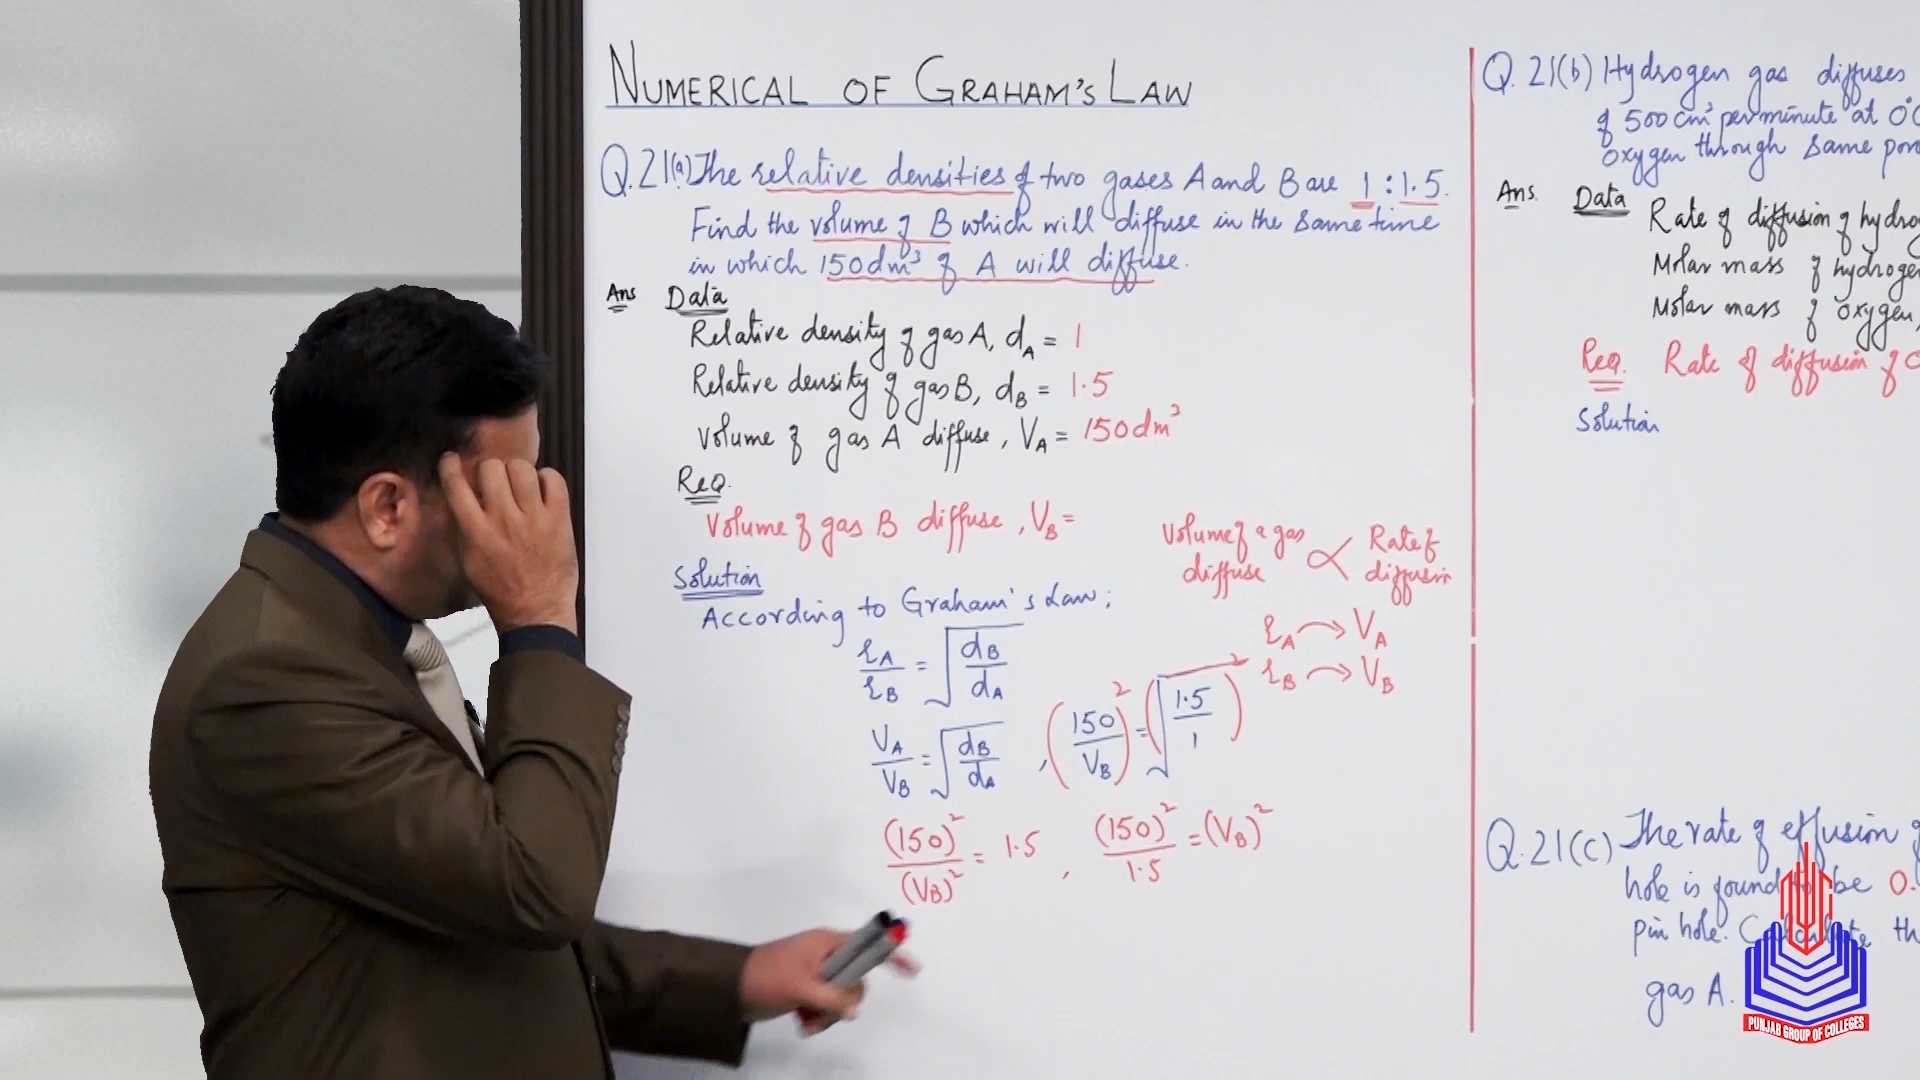 NUMERICAL OF GRAHAM'S LAW
Q.21(a) The relative densities of two gases A and B are 1 : 1.5.
Find the volume of B which will diffuse in the same time
in which 150 dm³ of A will diffuse.
Ans Data
Relative density of gas A, dA = 1
Relative density of gas B, dB = 1.5
Volume of gas A diffuse, VA = 150 dm³
Req.
Volume of gas B diffuse, VB =
Volume of a gas diffuse ∝ Rate of diffusion
Solution
According to Graham's Law;
rA/rB = √(dB/dA)
rA → VA
rB → VB
VA/VB = √(dB/dA) , (150/VB)² = (√(1.5/1))²
(150)²/(VB)² = 1.5 , (150)²/1.5 = (VB)²
Q.21(b) Hydrogen gas diffuses
of 500 cm³ per minute at 0°C
oxygen through same
Ans. Data Rate of diffusion of
Molar mass of
Molar mass of oxygen,
Req. Rate of diffusion of
Solution
Q.21(c) The rate of effusion
hole is found to be 0.
pin hole. Calculate
gas A.
PUNJAB GROUP OF COLLEGES